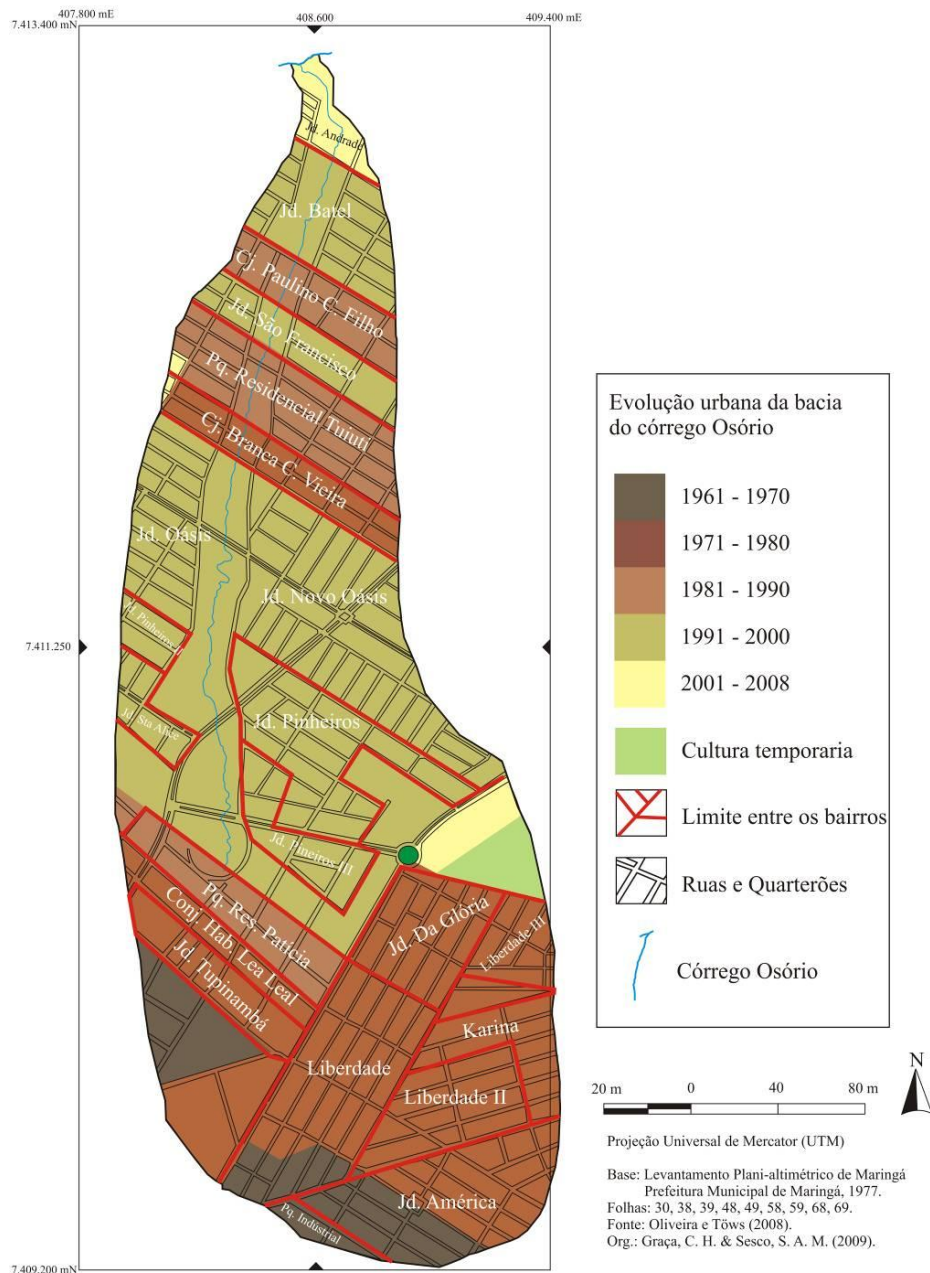 407.800 mE
408.600
409.400 mE
7.413.400 mN
Jd. Andrade
Jd. Batel
Cj. Paulino C. Filho
Jd. São Francisco
Pq. Residencial Tuiuti
Cj. Branca C. Vieira
Jd. Oásis
Jd. Novo Oásis
Jd. Pinheiros II
7.411.250
Jd. Pinheiros
Jd. Sta Alice
Jd. Pineiros III
Pq. Res. Patícia
Conj. Hab. Lea Leal
Jd. Tupinambá
Jd. Da Glória
Liberdade III
Karina
Liberdade
Liberdade II
Jd. América
Pq. Indústrial
7.409.200 mN
Evolução urbana da bacia
do córrego Osório
1961 - 1970
1971 - 1980
1981 - 1990
1991 - 2000
2001 - 2008
Cultura temporaria
Limite entre os bairros
Ruas e Quarterões
Córrego Osório
20 m 0 80 m
N
Projeção Universal de Mercator (UTM)
Base: Levantamento Plani-altimétrico de Maringá
Prefeitura Municipal de Maringá, 1977.
Folhas: 30, 38, 39, 48, 49, 58, 59, 68, 69.
Fonte: Oliveira e Töws (2008).
Org.: Graça, C. H. & Sesco, S. A. M. (2009).